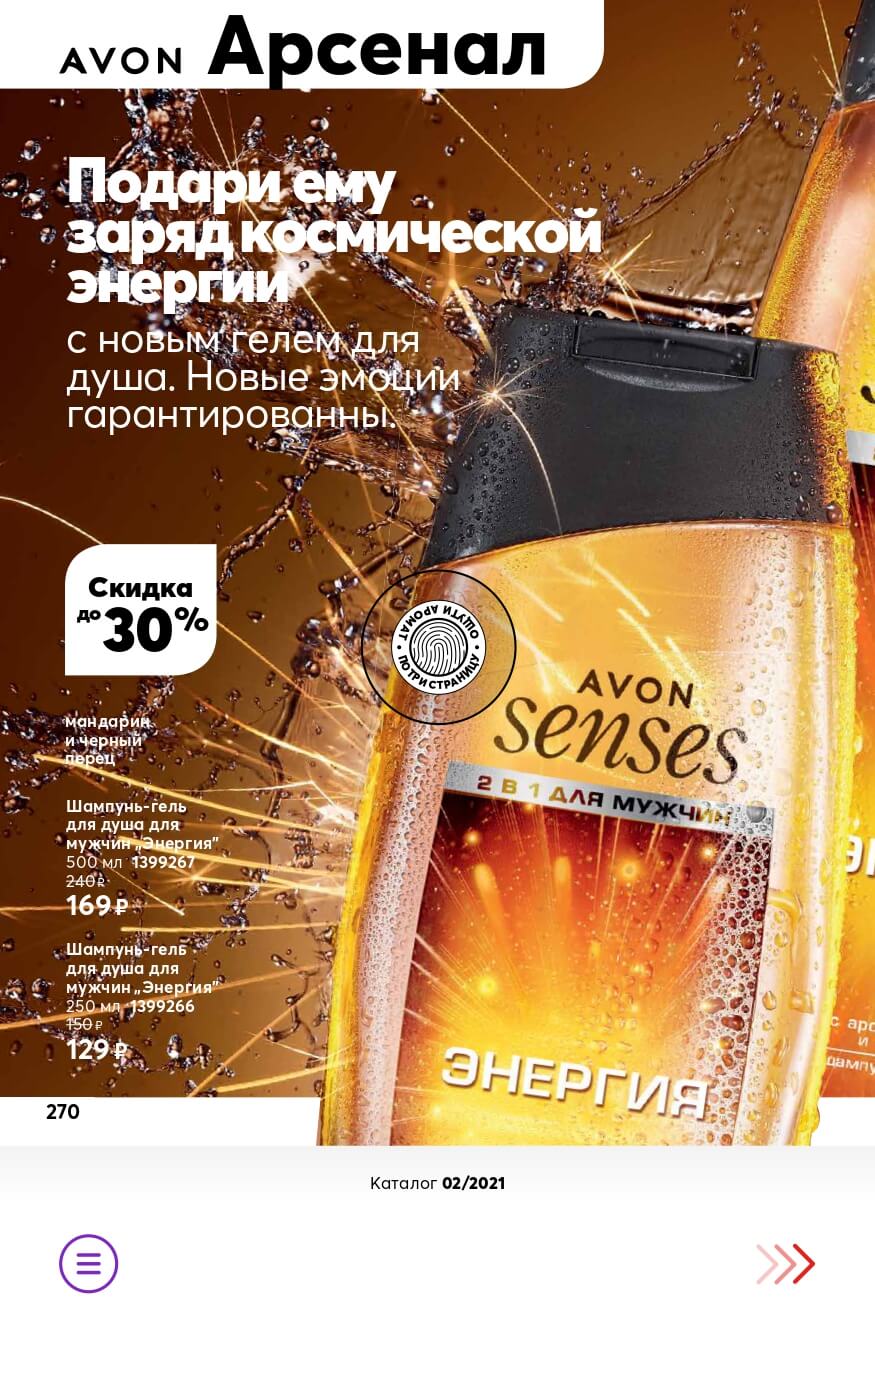 AVON Арсенал
Подари ему
заряд космической
энергии
с новым гелем для
душа. Новые эмоции
гарантированны.
Скидка
до 30%
ОЩУТИ АРОМАТ • ПОТРИ СТРАНИЦУ •
мандарин
и черный
перец
Шампунь-гель
для душа для
мужчин „Энергия”
500 мл 1399267
240 ₽
169 ₽
Шампунь-гель
для душа для
мужчин „Энергия”
250 мл 1399266
150 ₽
129 ₽
AVON
senses
2 В 1 ДЛЯ МУЖЧИН
ЭНЕРГИЯ
270
Каталог 02/2021